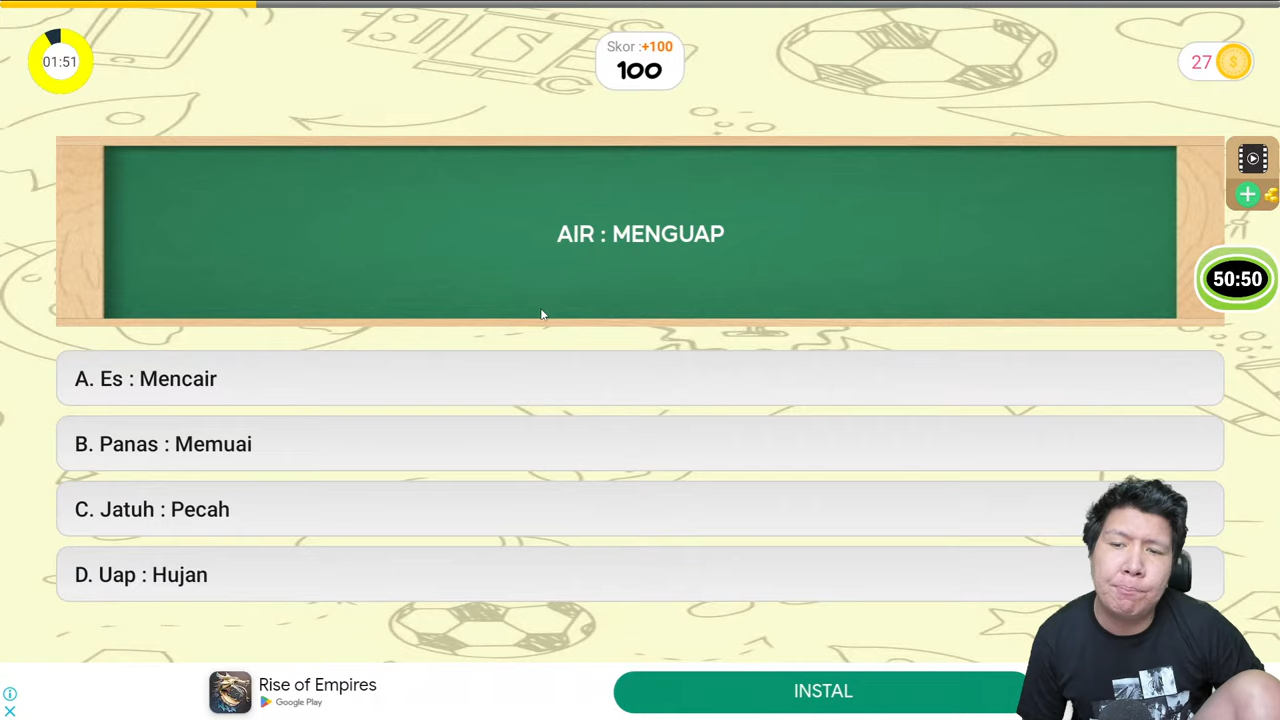 01:51
Skor :+100
100
27
AIR : MENGUAP
50:50
A. Es : Mencair
B. Panas : Memuai
C. Jatuh : Pecah
D. Uap : Hujan
Rise of Empires
Google Play
INSTAL